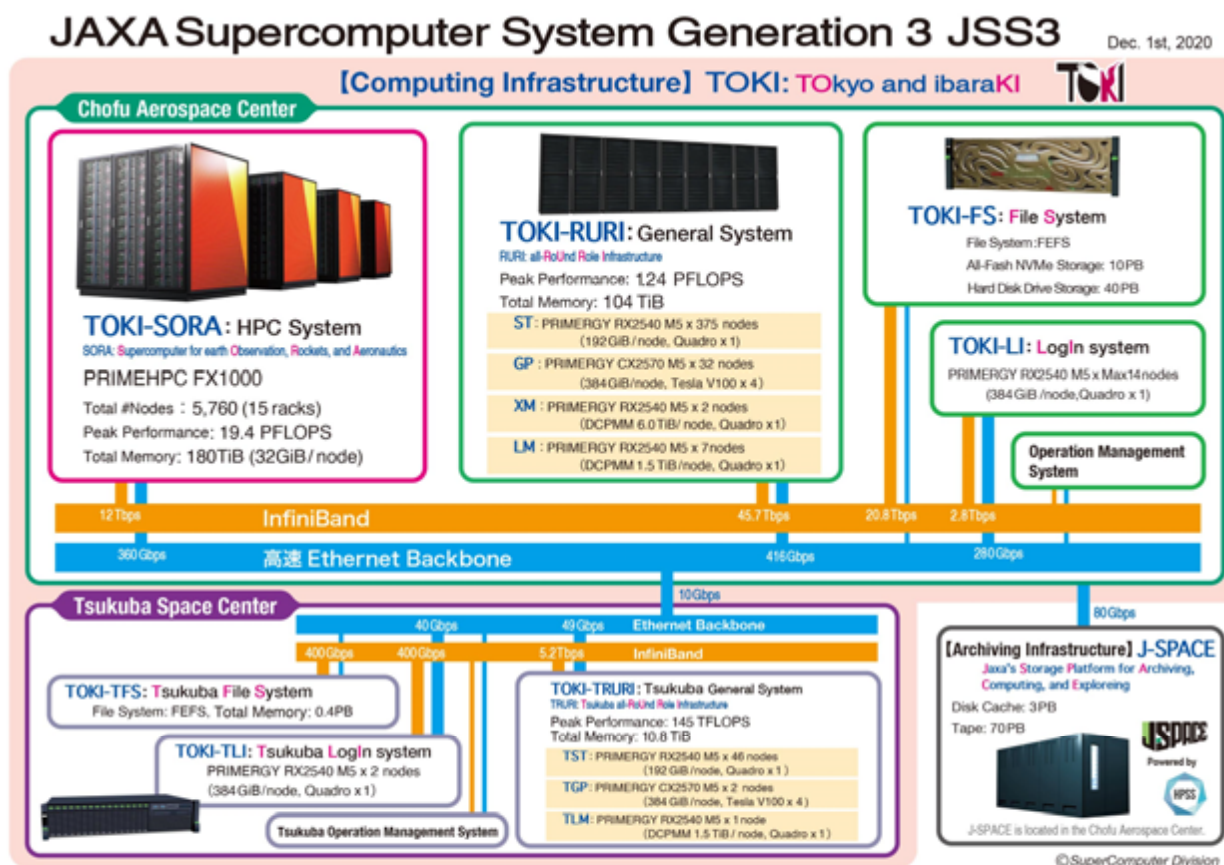 JAXA Supercomputer System Generation 3 JSS3
Dec. 1st, 2020
【Computing Infrastructure】 TOKI: TOkyo and ibaraKI
TOKI
Chofu Aerospace Center
TOKI-SORA: HPC System
SORA: Supercomputer for earth Observation, Rockets, and Aeronautics
PRIMEHPC FX1000
Total #Nodes : 5,760 (15 racks)
Peak Performance: 19.4 PFLOPS
Total Memory: 180TiB (32GiB/node)
TOKI-RURI: General System
RURI: all-RoUnd Role Infrastructure
Peak Performance: 1.24 PFLOPS
Total Memory: 104 TiB
ST : PRIMERGY RX2540 M5 x 375 nodes
(192GiB/node, Quadro x 1)
GP : PRIMERGY CX2570 M5 x 32 nodes
(384GiB/node, Tesla V100 x 4)
XM : PRIMERGY RX2540 M5 x 2 nodes
(DCPMM 6.0 TiB/node, Quadro x1)
LM : PRIMERGY RX2540 M5 x 7nodes
(DCPMM 1.5 TiB/node, Quadro x1)
TOKI-FS: File System
File System:FEFS
All-Fash NVMe Storage: 10PB
Hard Disk Drive Storage: 40PB
TOKI-LI: LogIn system
PRIMERGY RX2540 M5 x Max14nodes
(384GiB/node,Quadro x 1)
Operation Management
System
12Tbps
InfiniBand
45.7Tbps
20.8Tbps
2.8Tbps
360Gbps
高速 Ethernet Backbone
416Gbps
280Gbps
10Gbps
80Gbps
Tsukuba Space Center
40Gbps
49Gbps
Ethernet Backbone
400Gbps
400Gbps
5.2Tbps
InfiniBand
TOKI-TFS: Tsukuba File System
File System: FEFS, Total Memory: 0.4PB
TOKI-TLI: Tsukuba LogIn system
PRIMERGY RX2540 M5 x 2 nodes
(384GiB/node, Quadro x1)
Tsukuba Operation Management System
TOKI-TRURI: Tsukuba General System
TRURI: Tsukuba all-RoUnd Role Infrastructure
Peak Performance: 145 TFLOPS
Total Memory: 10.8 TiB
TST : PRIMERGY RX2540 M5 x 46 nodes
(192 GiB/node, Quadro x 1)
TGP : PRIMERGY CX2570 M5 x 2 nodes
(384 GiB/node, Tesla V100 x 4)
TLM : PRIMERGY RX2540 M5 x 1 node
(DCPMM 1.5 TiB/ node, Quadro x1)
【Archiving Infrastructure】 J-SPACE
Jaxa's Storage Platform for Archiving,
Computing, and Exploreing
Disk Cache: 3PB
Tape: 70PB
JSPACE
Powered by
HPSS
J-SPACE is located in the Chofu Aerospace Center.
©SuperComputer Division